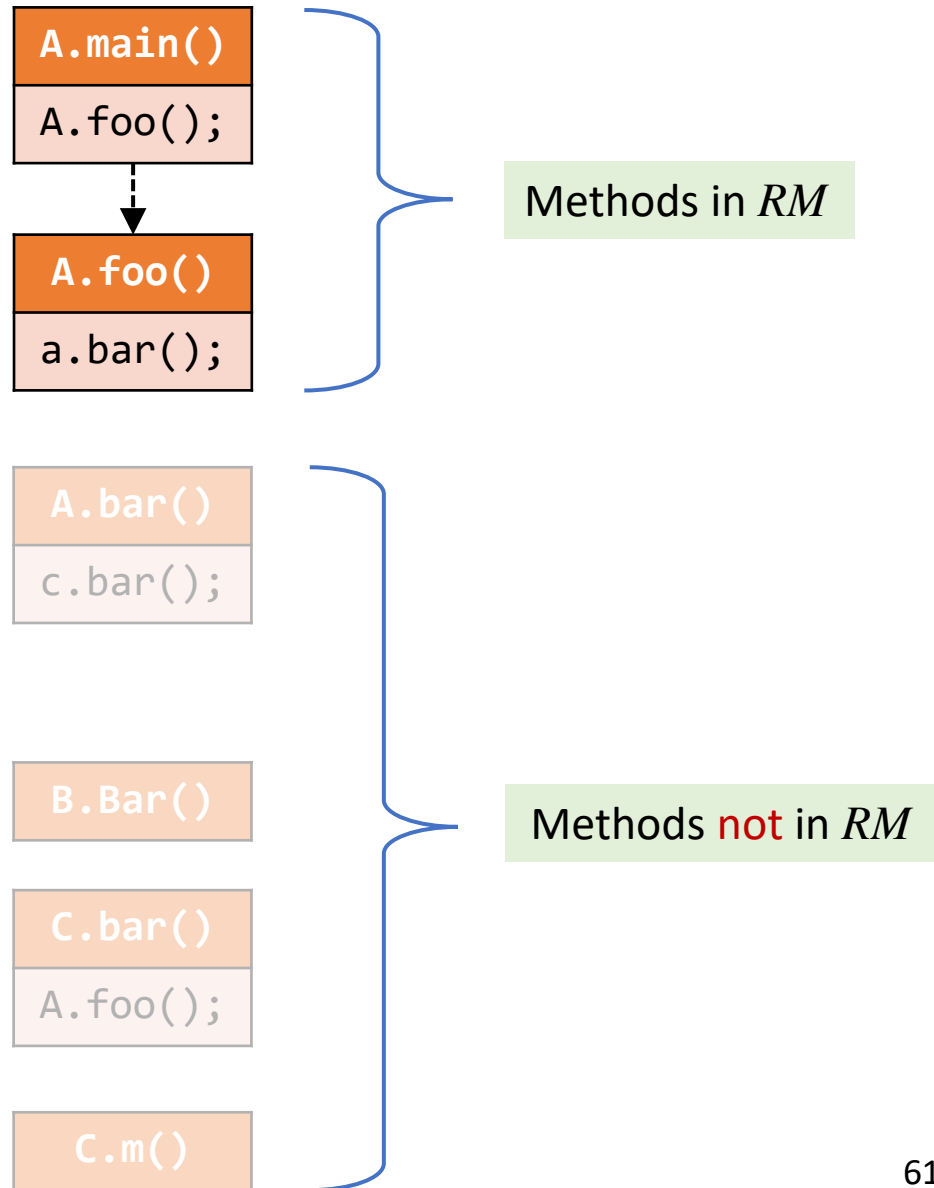 A.main()
A.foo();
Methods in RM
A.foo()
a.bar();
A.bar()
c.bar();
B.Bar()
Methods not in RM
C.bar()
A.foo();
C.m()
61